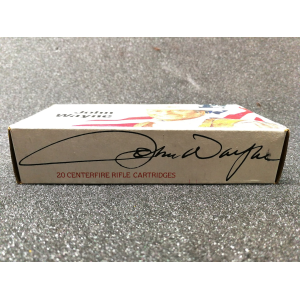 John
Wayne
John Wayne
20 CENTERFIRE RIFLE CARTRIDGES